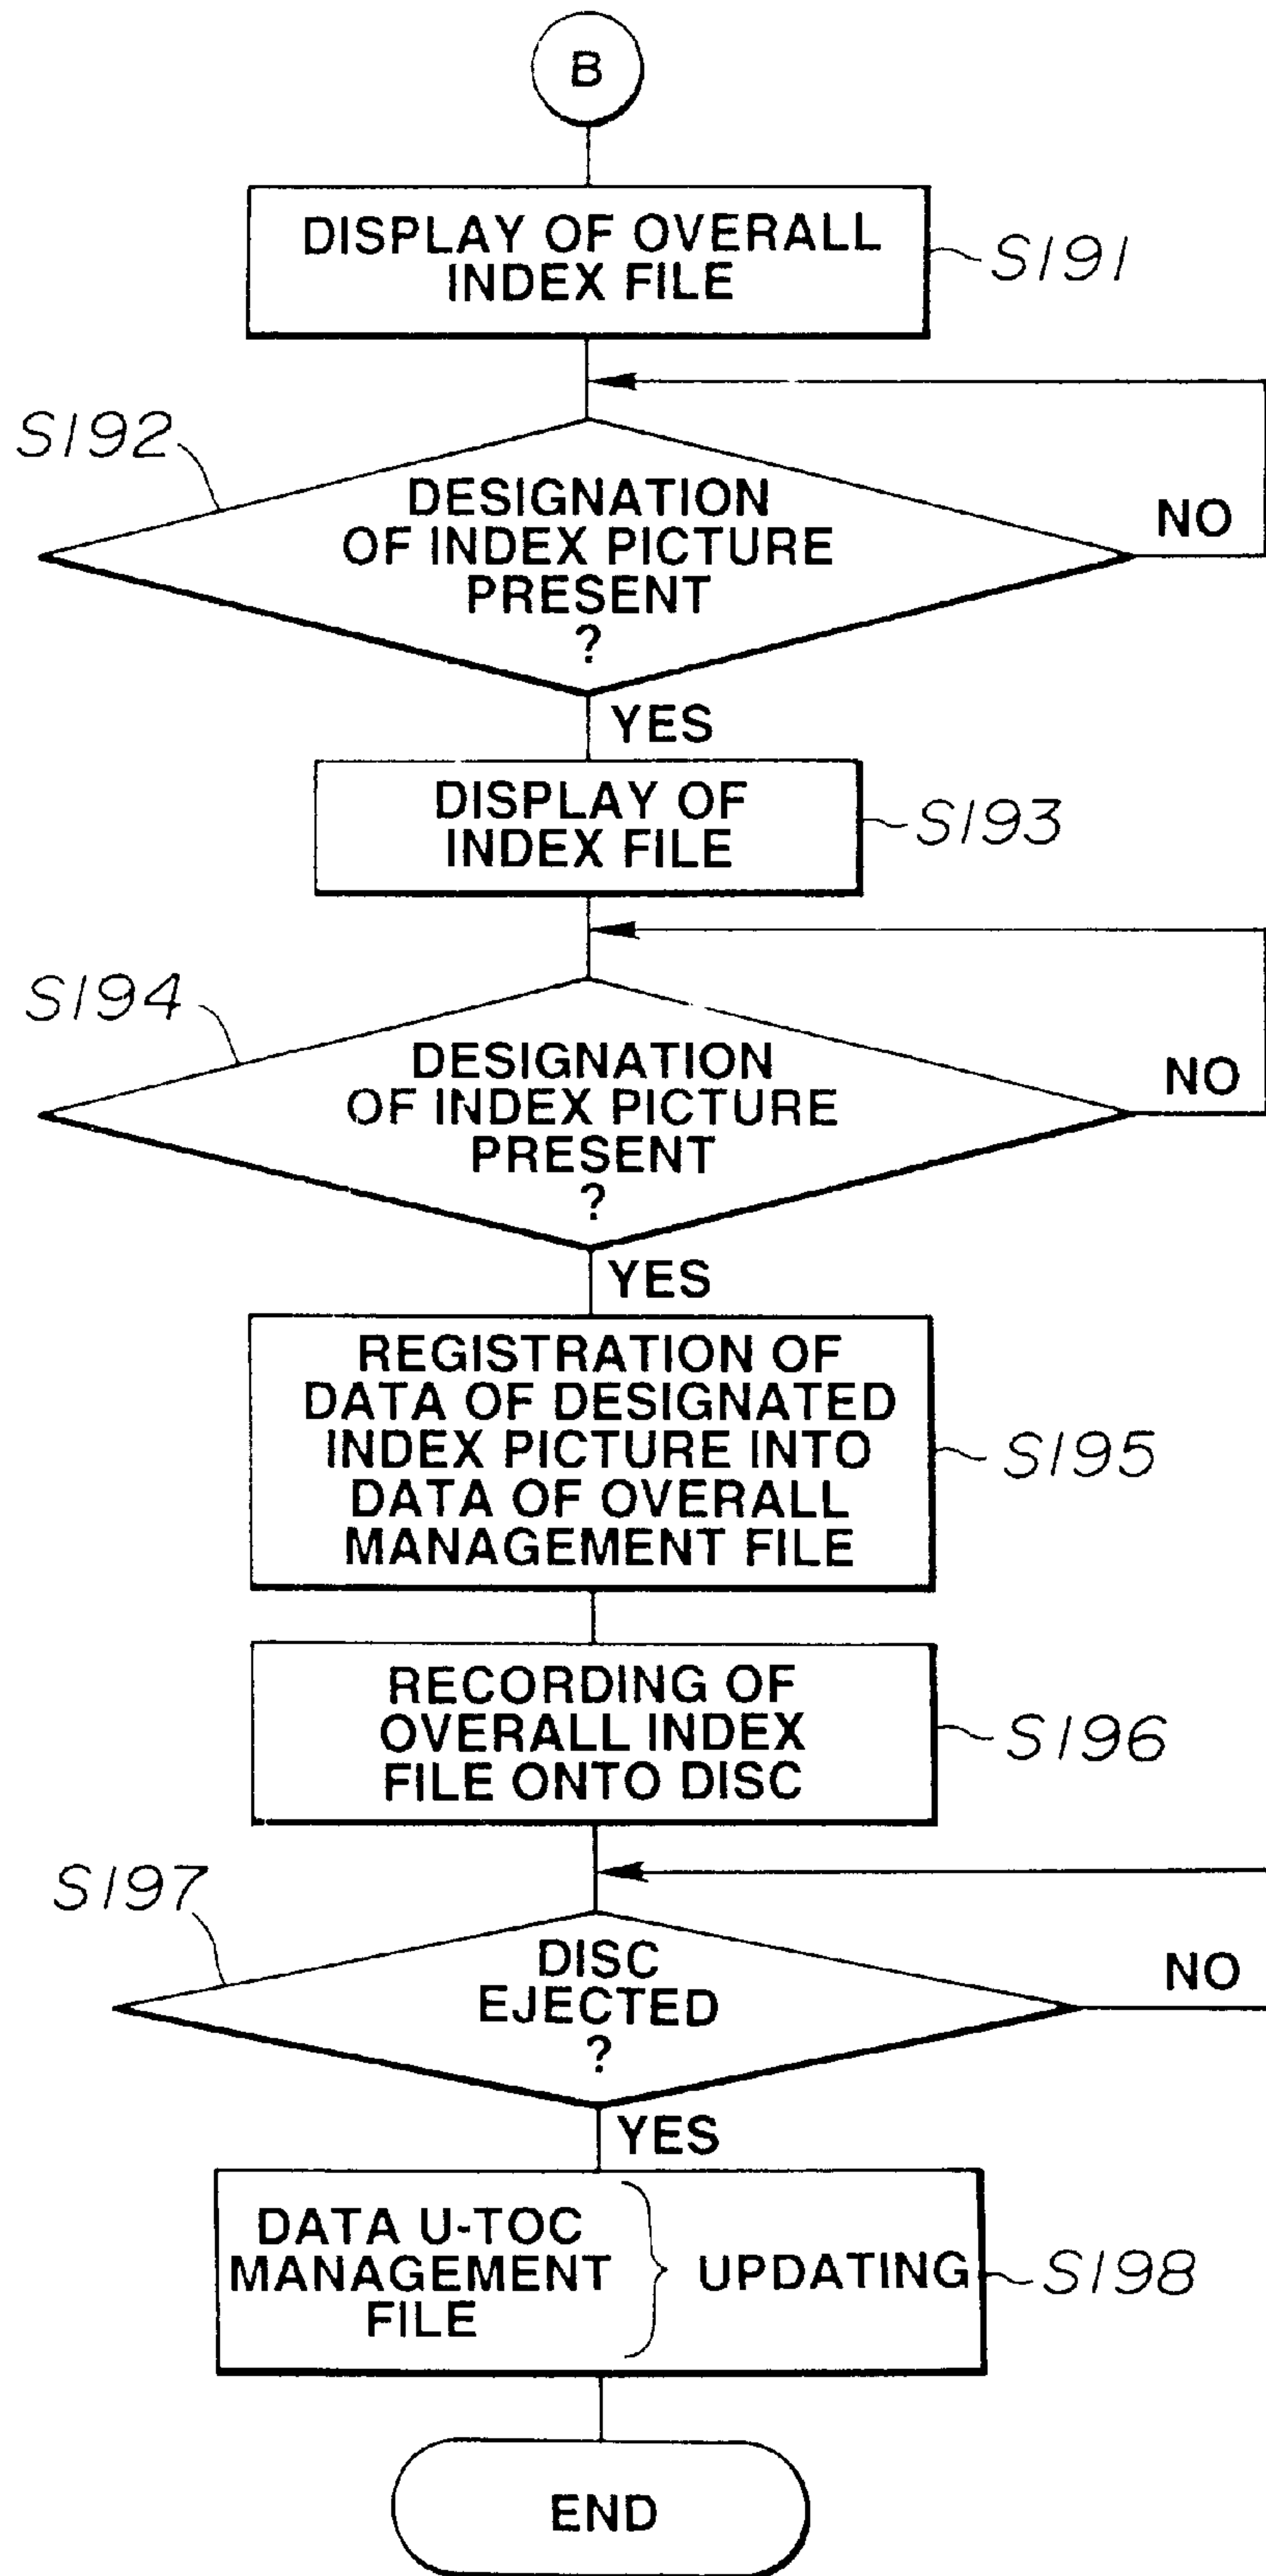 B
DISPLAY OF OVERALL
INDEX FILE
S191
S192
DESIGNATION
OF INDEX PICTURE
PRESENT
?
NO
YES
DISPLAY OF
INDEX FILE
S193
S194
DESIGNATION
OF INDEX PICTURE
PRESENT
?
NO
YES
REGISTRATION OF
DATA OF DESIGNATED
INDEX PICTURE INTO
DATA OF OVERALL
MANAGEMENT FILE
S195
RECORDING OF
OVERALL INDEX
FILE ONTO DISC
S196
S197
DISC
EJECTED
?
NO
YES
DATA U-TOC
MANAGEMENT
FILE
UPDATING
S198
END